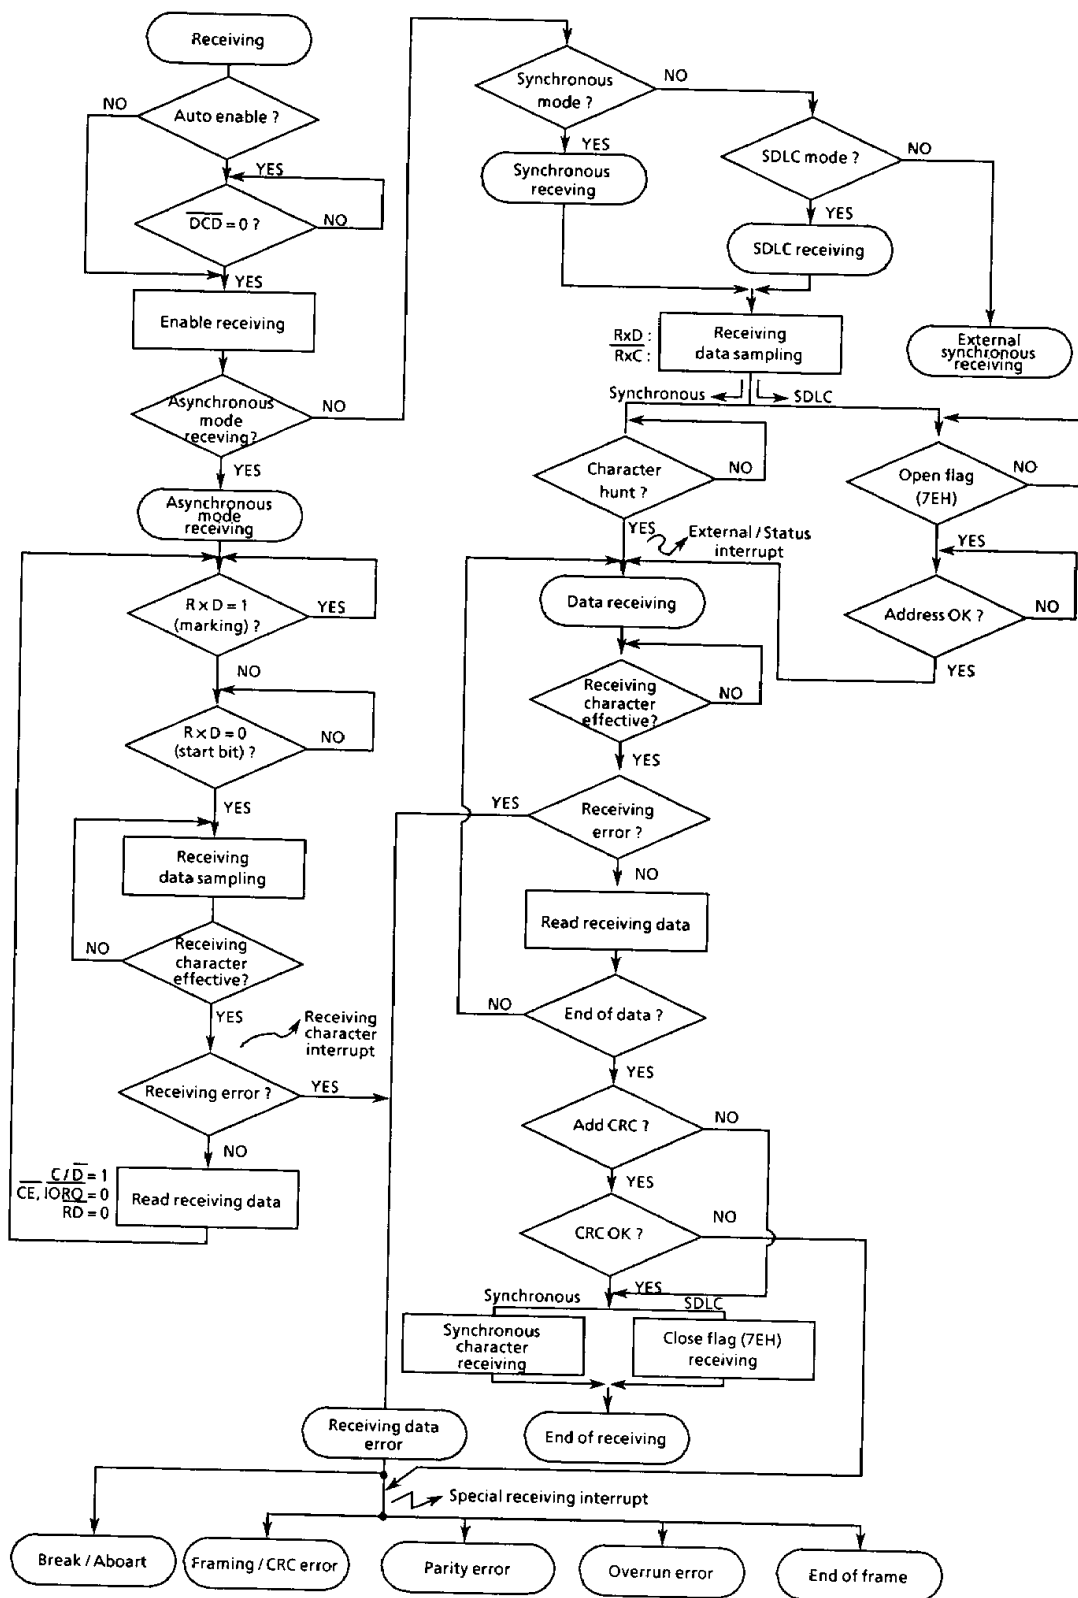 Receiving
NO
Auto enable ?
YES
DCD = 0 ?
NO
YES
Enable receiving
Asynchronous
mode
receving?
NO
YES
Asynchronous
mode
receiving
R x D = 1
(marking) ?
YES
NO
R x D = 0
(start bit) ?
NO
YES
Receiving
data sampling
NO
Receiving
character
effective?
YES
Receiving
character
interrupt
Receiving error ?
YES
NO
C / D = 1
CE, IORQ = 0
RD = 0
Read receiving data
Synchronous
mode ?
NO
YES
Synchronous
receving
SDLC mode ?
NO
YES
SDLC receiving
External
synchronous
receiving
RxD :
RxC :
Receiving
data sampling
Synchronous
SDLC
Character
hunt ?
NO
YES
External / Status
interrupt
Open flag
(7EH)
NO
YES
Address OK ?
NO
YES
Data receiving
Receiving
character
effective?
NO
YES
YES
Receiving
error ?
NO
Read receiving data
NO
End of data ?
YES
Add CRC ?
NO
YES
CRC OK ?
NO
YES
Synchronous
SDLC
Synchronous
character
receiving
Close flag (7EH)
receiving
Receiving data
error
End of receiving
Special receiving interrupt
Break / Aboart
Framing / CRC error
Parity error
Overrun error
End of frame